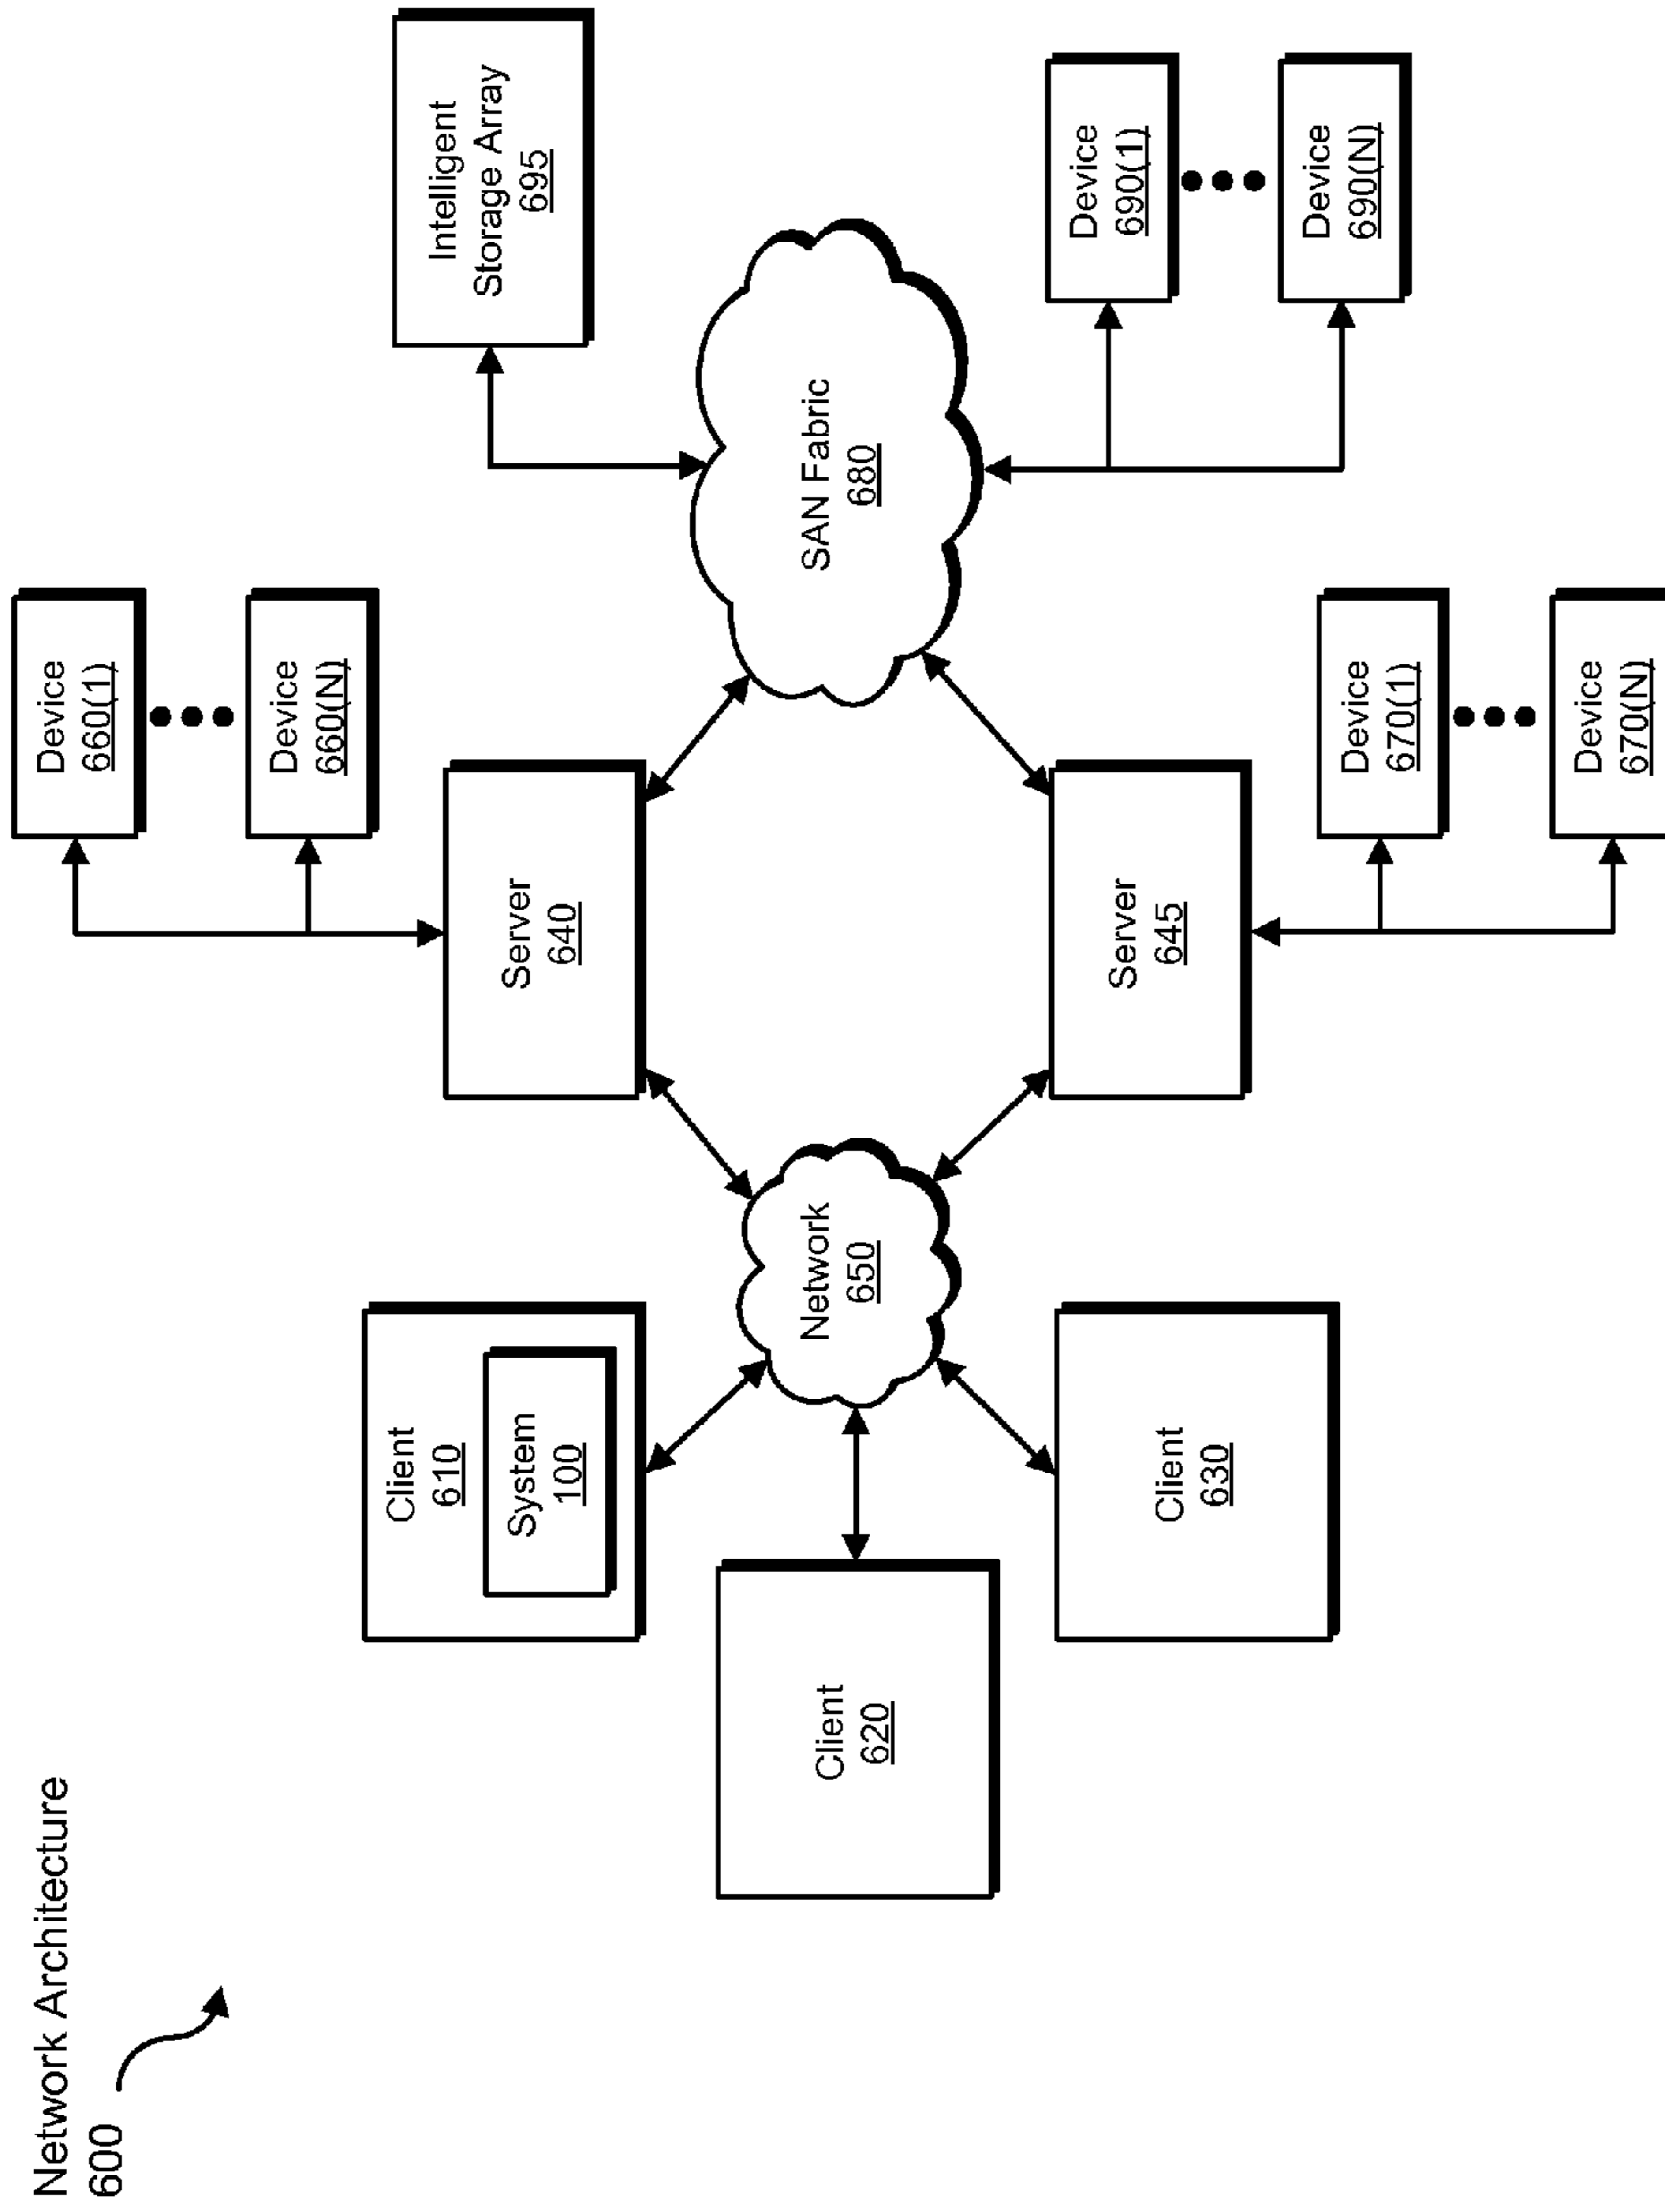 Network Architecture
600
Client
610
System
100
Client
620
Client
630
Network
650
Device
660(1)
Device
660(N)
Server
640
Server
645
Device
670(1)
Device
670(N)
SAN Fabric
680
Intelligent
Storage Array
695
Device
690(1)
Device
690(N)